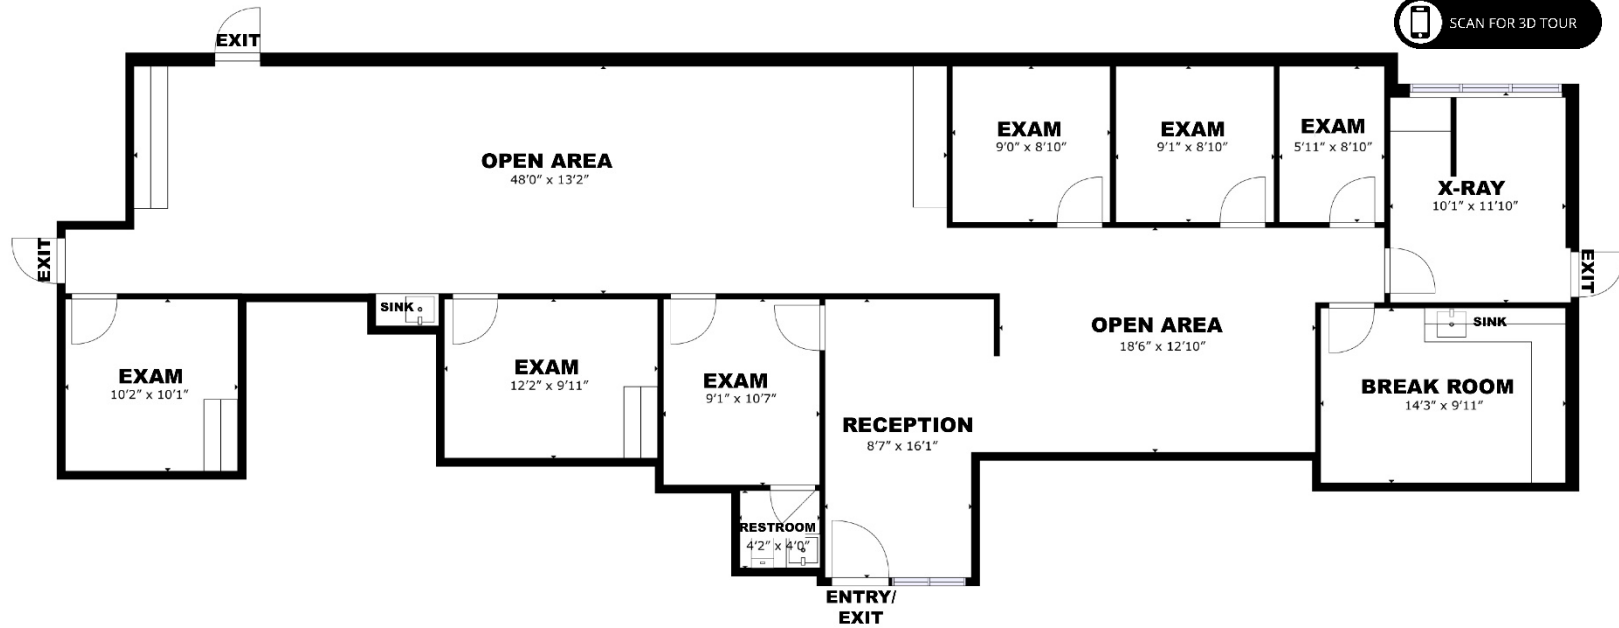 SCAN FOR 3D TOUR
EXIT
EXAM
9'0" x 8'10"
EXAM
9'1" x 8'10"
EXAM
5'11" x 8'10"
OPEN AREA
48'0" x 13'2"
X-RAY
10'1" x 11'10"
EXIT
EXIT
SINK
OPEN AREA
18'6" x 12'10"
SINK
EXAM
10'2" x 10'1"
EXAM
12'2" x 9'11"
EXAM
9'1" x 10'7"
BREAK ROOM
14'3" x 9'11"
RECEPTION
8'7" x 16'1"
RESTROOM
4'2" x 4'0"
ENTRY/
EXIT